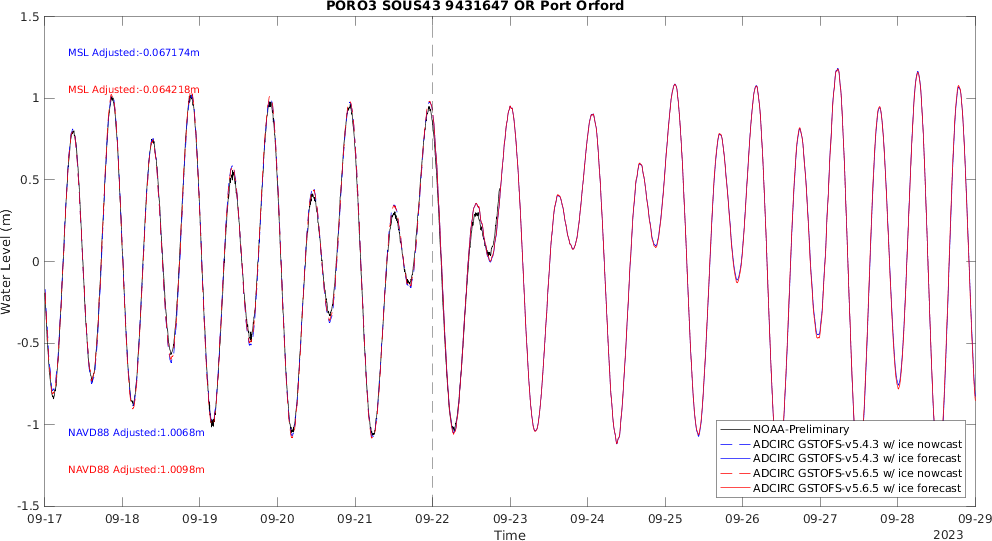 PORO3 SOUS43 9431647 OR Port Orford
1.5
MSL Adjusted:-0.067174m
MSL Adjusted:-0.064218m
1
0.5
0
Water Level (m)
-0.5
-1
NAVD88 Adjusted:1.0068m
NAVD88 Adjusted:1.0098m
-1.5
NOAA-Preliminary
ADCIRC GSTOFS-v5.4.3 w/ ice nowcast
ADCIRC GSTOFS-v5.4.3 w/ ice forecast
ADCIRC GSTOFS-v5.6.5 w/ ice nowcast
ADCIRC GSTOFS-v5.6.5 w/ ice forecast
09-17 09-18 09-19 09-20 09-21 09-22 09-23 09-24 09-25 09-26 09-27 09-28 09-29
Time
2023